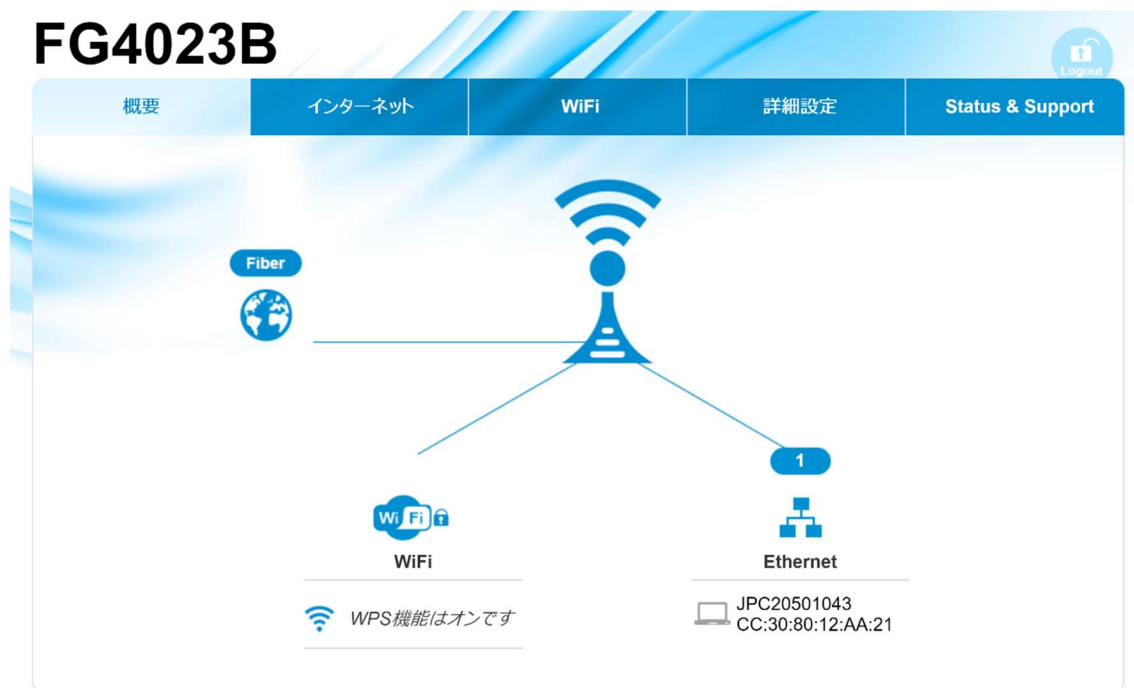 FG4023B
Logout
概要
インターネット
WiFi
詳細設定
Status & Support
Fiber
1
Wi Fi
WiFi
Ethernet
WPS機能はオンです
JPC20501043
CC:30:80:12:AA:21